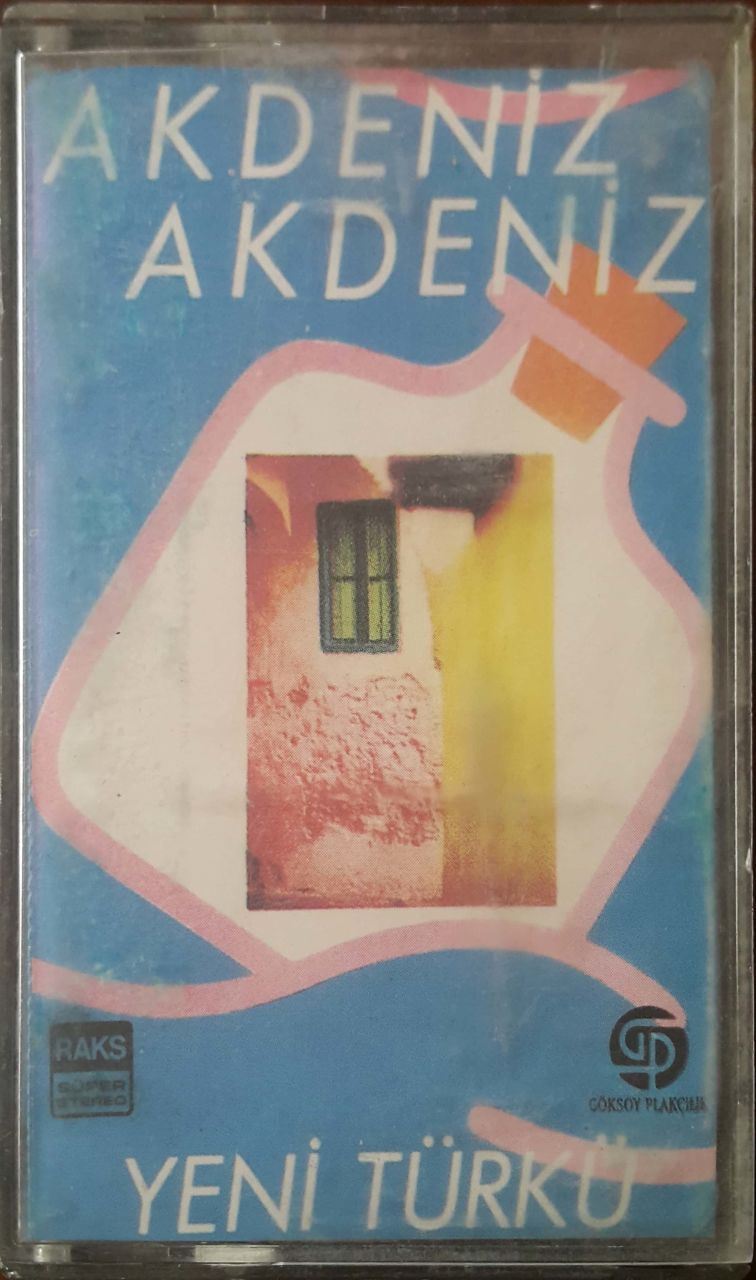 AKDENİZ
AKDENİZ
RAKS
SÜPER
STEREO
GÖKSOY PLAKÇILIK
YENİ TÜRKÜ